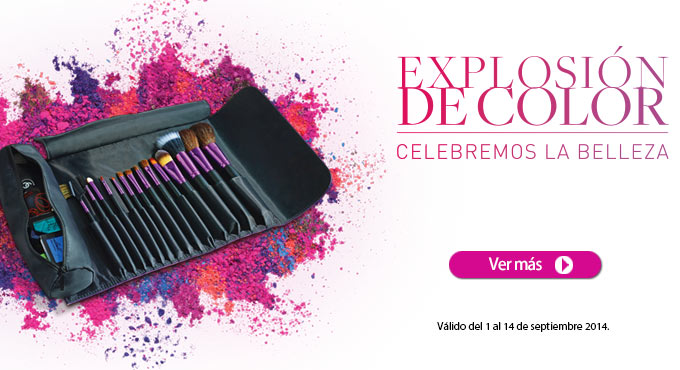 EXPLOSIÓN
DE COLOR
CELEBREMOS LA BELLEZA
Ver más
Válido del 1 al 14 de septiembre 2014.